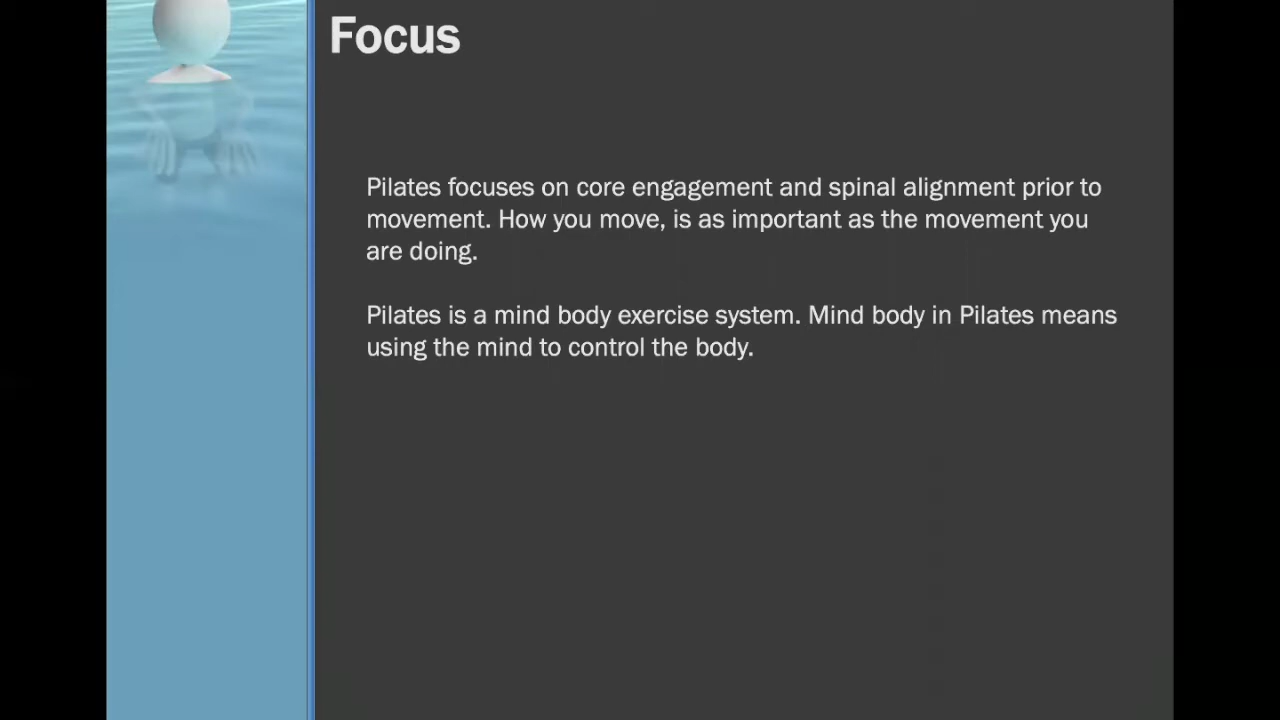 Focus
Pilates focuses on core engagement and spinal alignment prior to
movement. How you move, is as important as the movement you
are doing.
Pilates is a mind body exercise system. Mind body in Pilates means
using the mind to control the body.